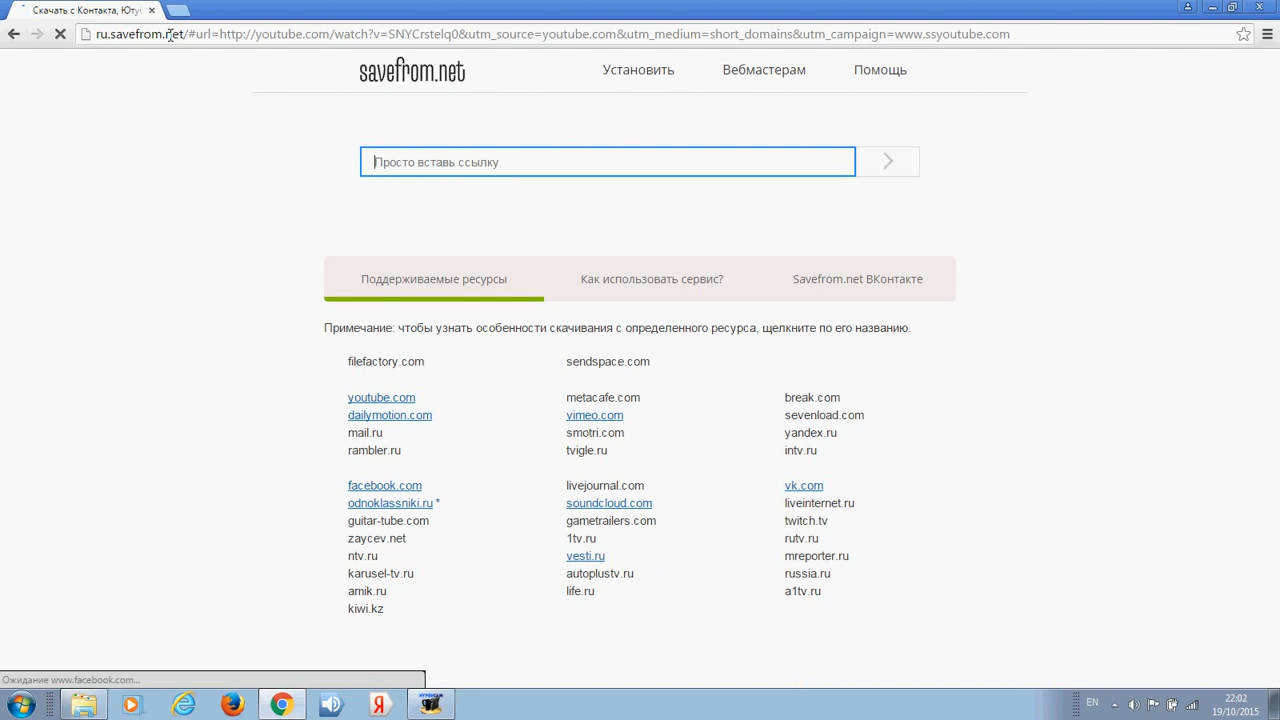 Скачать с Контакта, Юту
ru.savefrom.net/#url=http://youtube.com/watch?v=SNYCrstelq0&utm_source=youtube.com&utm_medium=short_domains&utm_campaign=www.ssyoutube.com
savefrom.net Установить Вебмастерам Помощь
Просто вставь ссылку
Поддерживаемые ресурсы Как использовать сервис? Savefrom.net ВКонтакте
Примечание: чтобы узнать особенности скачивания с определенного ресурса, щелкните по его названию.
filefactory.com sendspace.com
youtube.com metacafe.com break.com
dailymotion.com vimeo.com sevenload.com
mail.ru smotri.com yandex.ru
rambler.ru tvigle.ru intv.ru
facebook.com livejournal.com vk.com
odnoklassniki.ru * soundcloud.com liveinternet.ru
guitar-tube.com gametrailers.com twitch.tv
zaycev.net 1tv.ru rutv.ru
ntv.ru vesti.ru mreporter.ru
karusel-tv.ru autoplustv.ru russia.ru
amik.ru life.ru a1tv.ru
kiwi.kz
Ожидание www.facebook.com...
Я HYPERCAM EN 22:02
19/10/2015